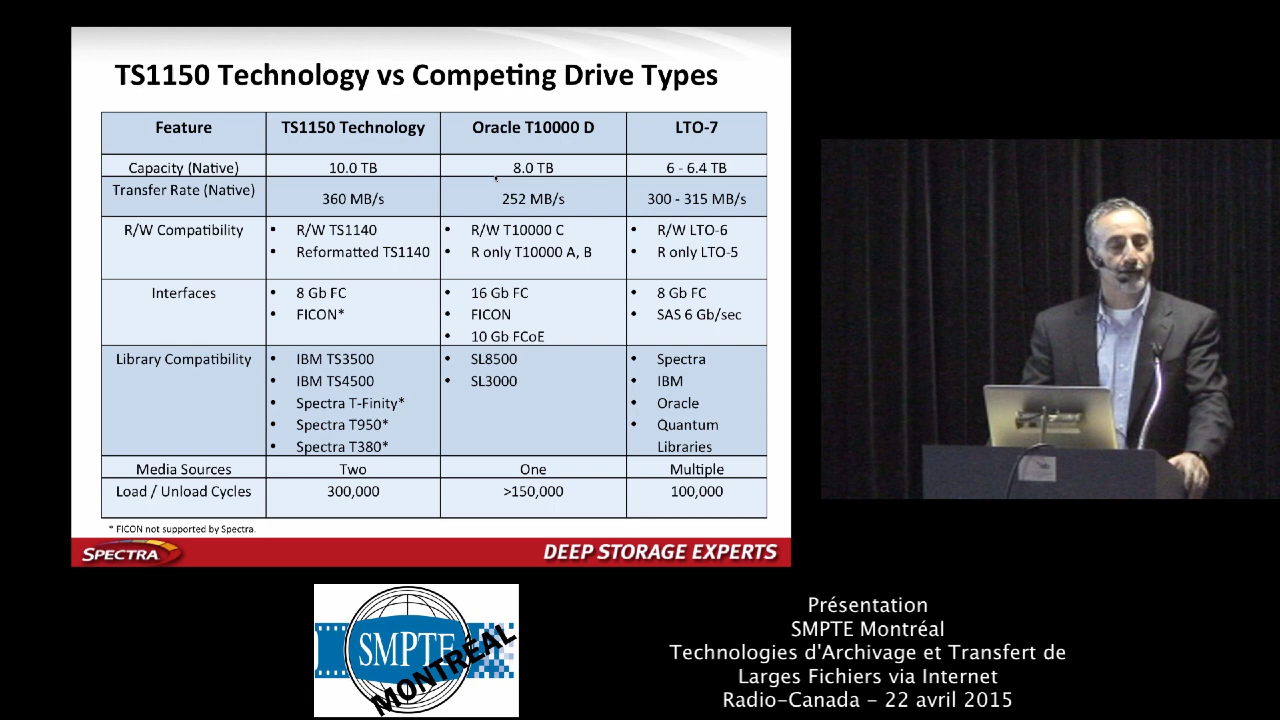 TS1150 Technology vs Competing Drive Types
Feature TS1150 Technology Oracle T10000 D LTO-7
Capacity (Native) 10.0 TB 8.0 TB 6 - 6.4 TB
Transfer Rate (Native) 360 MB/s 252 MB/s 300 - 315 MB/s
R/W Compatibility • R/W TS1140 • R/W T10000 C • R/W LTO-6
• Reformatted TS1140 • R only T10000 A, B • R only LTO-5
Interfaces • 8 Gb FC • 16 Gb FC • 8 Gb FC
• FICON* • FICON • SAS 6 Gb/sec
• 10 Gb FCoE
Library Compatibility • IBM TS3500 • SL8500 • Spectra
• IBM TS4500 • SL3000 • IBM
• Spectra T-Finity* • Oracle
• Spectra T950* • Quantum
• Spectra T380* Libraries
Media Sources Two One Multiple
Load / Unload Cycles 300,000 >150,000 100,000
* FICON not supported by Spectra.
SPECTRA DEEP STORAGE EXPERTS
SMPTE
MONTRÉAL
Présentation
SMPTE Montréal
Technologies d'Archivage et Transfert de
Larges Fichiers via Internet
Radio-Canada - 22 avril 2015